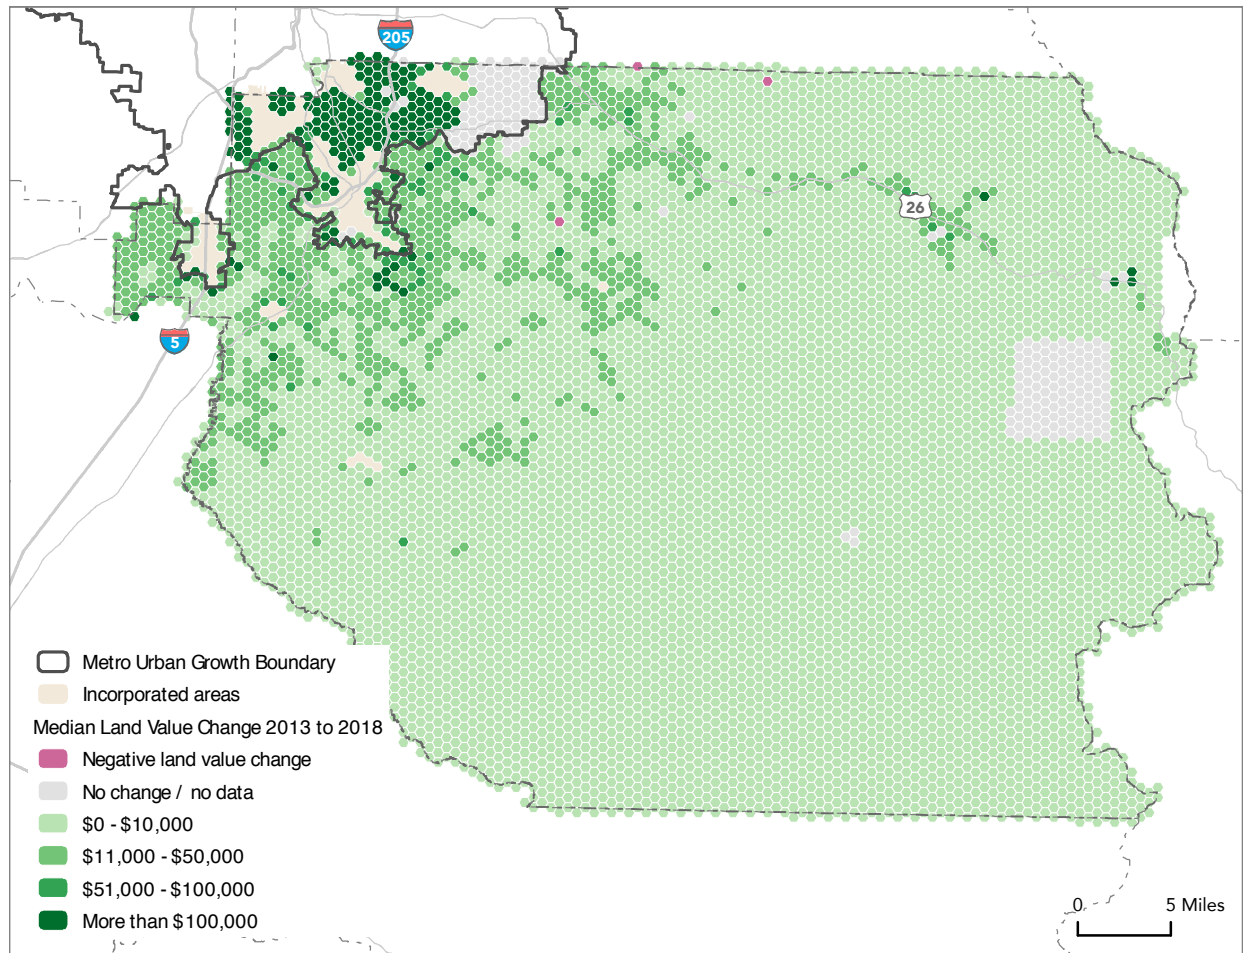 205
26
5
Metro Urban Growth Boundary
Incorporated areas
Median Land Value Change 2013 to 2018
Negative land value change
No change / no data
$0 - $10,000
$11,000 - $50,000
$51,000 - $100,000
More than $100,000
0 5 Miles